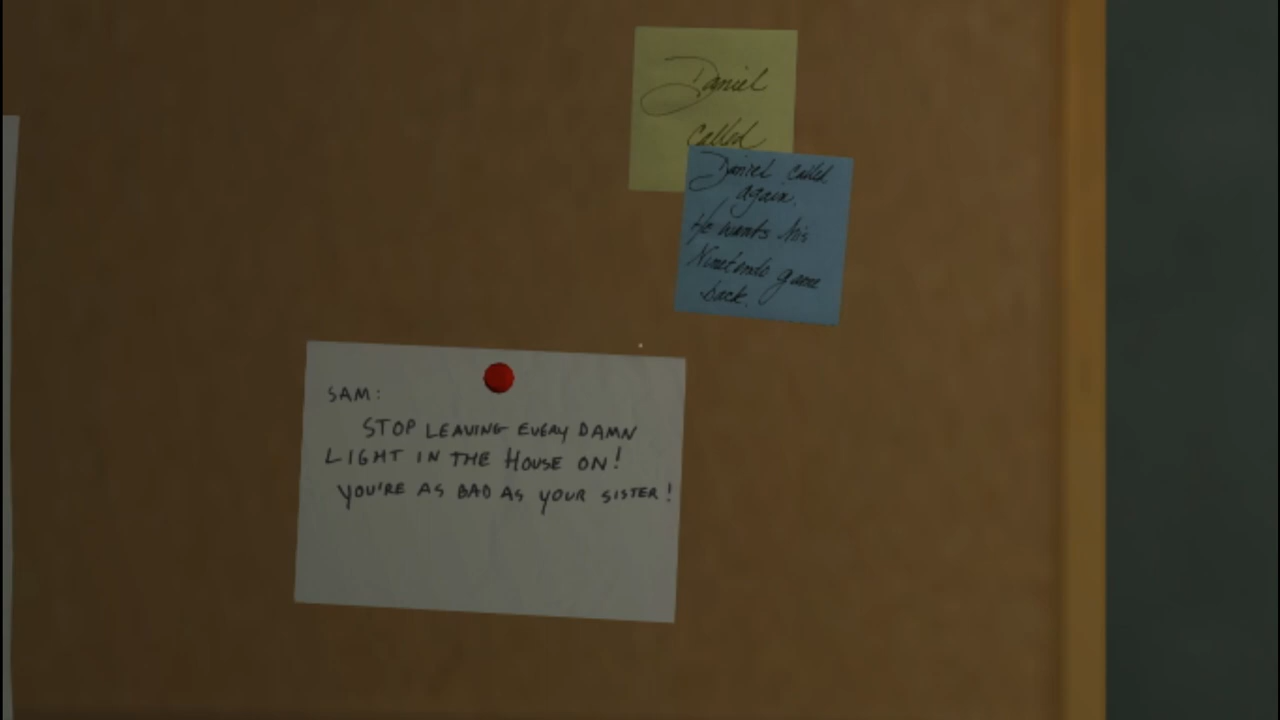 Daniel
called
Daniel called
again.
He wants his
Ninetendo game
back.
SAM:
STOP LEAVING EVERY DAMN
LIGHT IN THE HOUSE ON!
YOU'RE AS BAD AS YOUR SISTER!